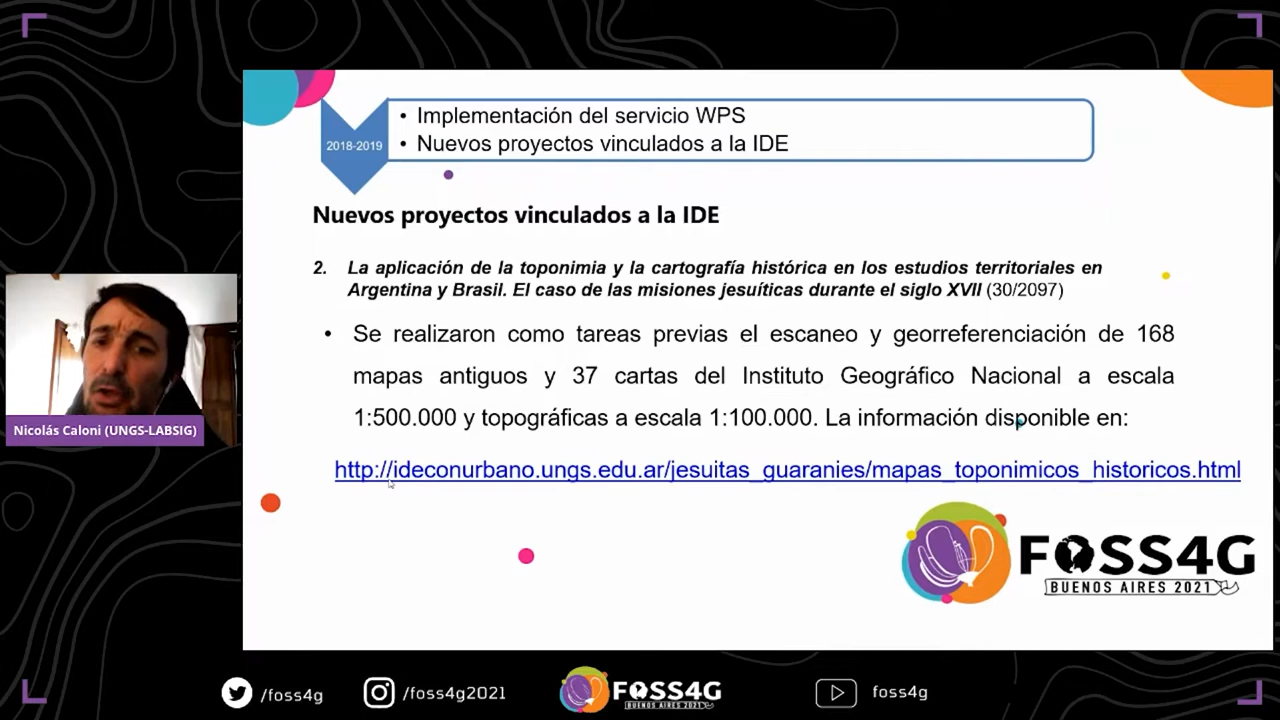 • Implementación del servicio WPS
2018-2019
• Nuevos proyectos vinculados a la IDE
Nuevos proyectos vinculados a la IDE
2. La aplicación de la toponimia y la cartografía histórica en los estudios territoriales en
Argentina y Brasil. El caso de las misiones jesuíticas durante el siglo XVII (30/2097)
• Se realizaron como tareas previas el escaneo y georreferenciación de 168
mapas antiguos y 37 cartas del Instituto Geográfico Nacional a escala
1:500.000 y topográficas a escala 1:100.000. La información disponible en:
http://ideconurbano.ungs.edu.ar/jesuitas_guaranies/mapas_toponimicos_historicos.html
Nicolás Caloni (UNGS-LABSIG)
FOSS4G
BUENOS AIRES 2021
/foss4g
/foss4g2021
FOSS4G
BUENOS AIRES 2021
foss4g